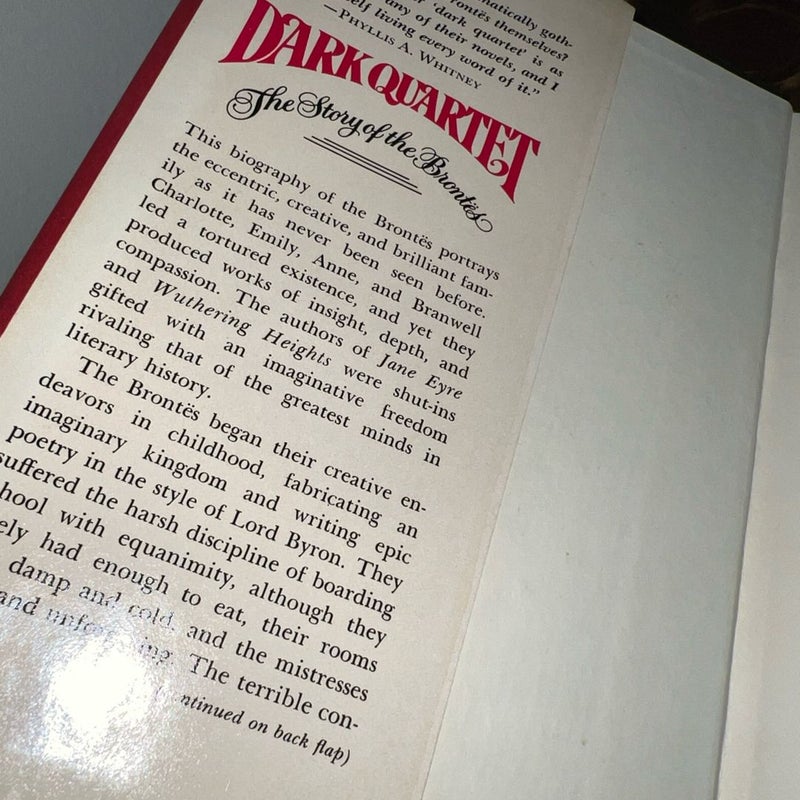 matically goth-
rontës themselves?
of 'dark quartet' is as
any of their novels, and I
self living every word of it."
—PHYLLIS A. WHITNEY
DARK QUARTET
The Story of the Brontës
This biography of the Brontës portrays
the eccentric, creative, and brilliant fam-
ily as it has never been seen before.
Charlotte, Emily, Anne, and Branwell
led a tortured existence, and yet they
produced works of insight, depth, and
compassion. The authors of Jane Eyre
and Wuthering Heights were shut-ins
gifted with an imaginative freedom
rivaling that of the greatest minds in
literary history.
The Brontës began their creative en-
deavors in childhood, fabricating an
imaginary kingdom and writing epic
poetry in the style of Lord Byron. They
suffered the harsh discipline of boarding
hool with equanimity, although they
ely had enough to eat, their rooms
damp and cold, and the mistresses
and unfor ing. The terrible con-
ntinued on back flap)